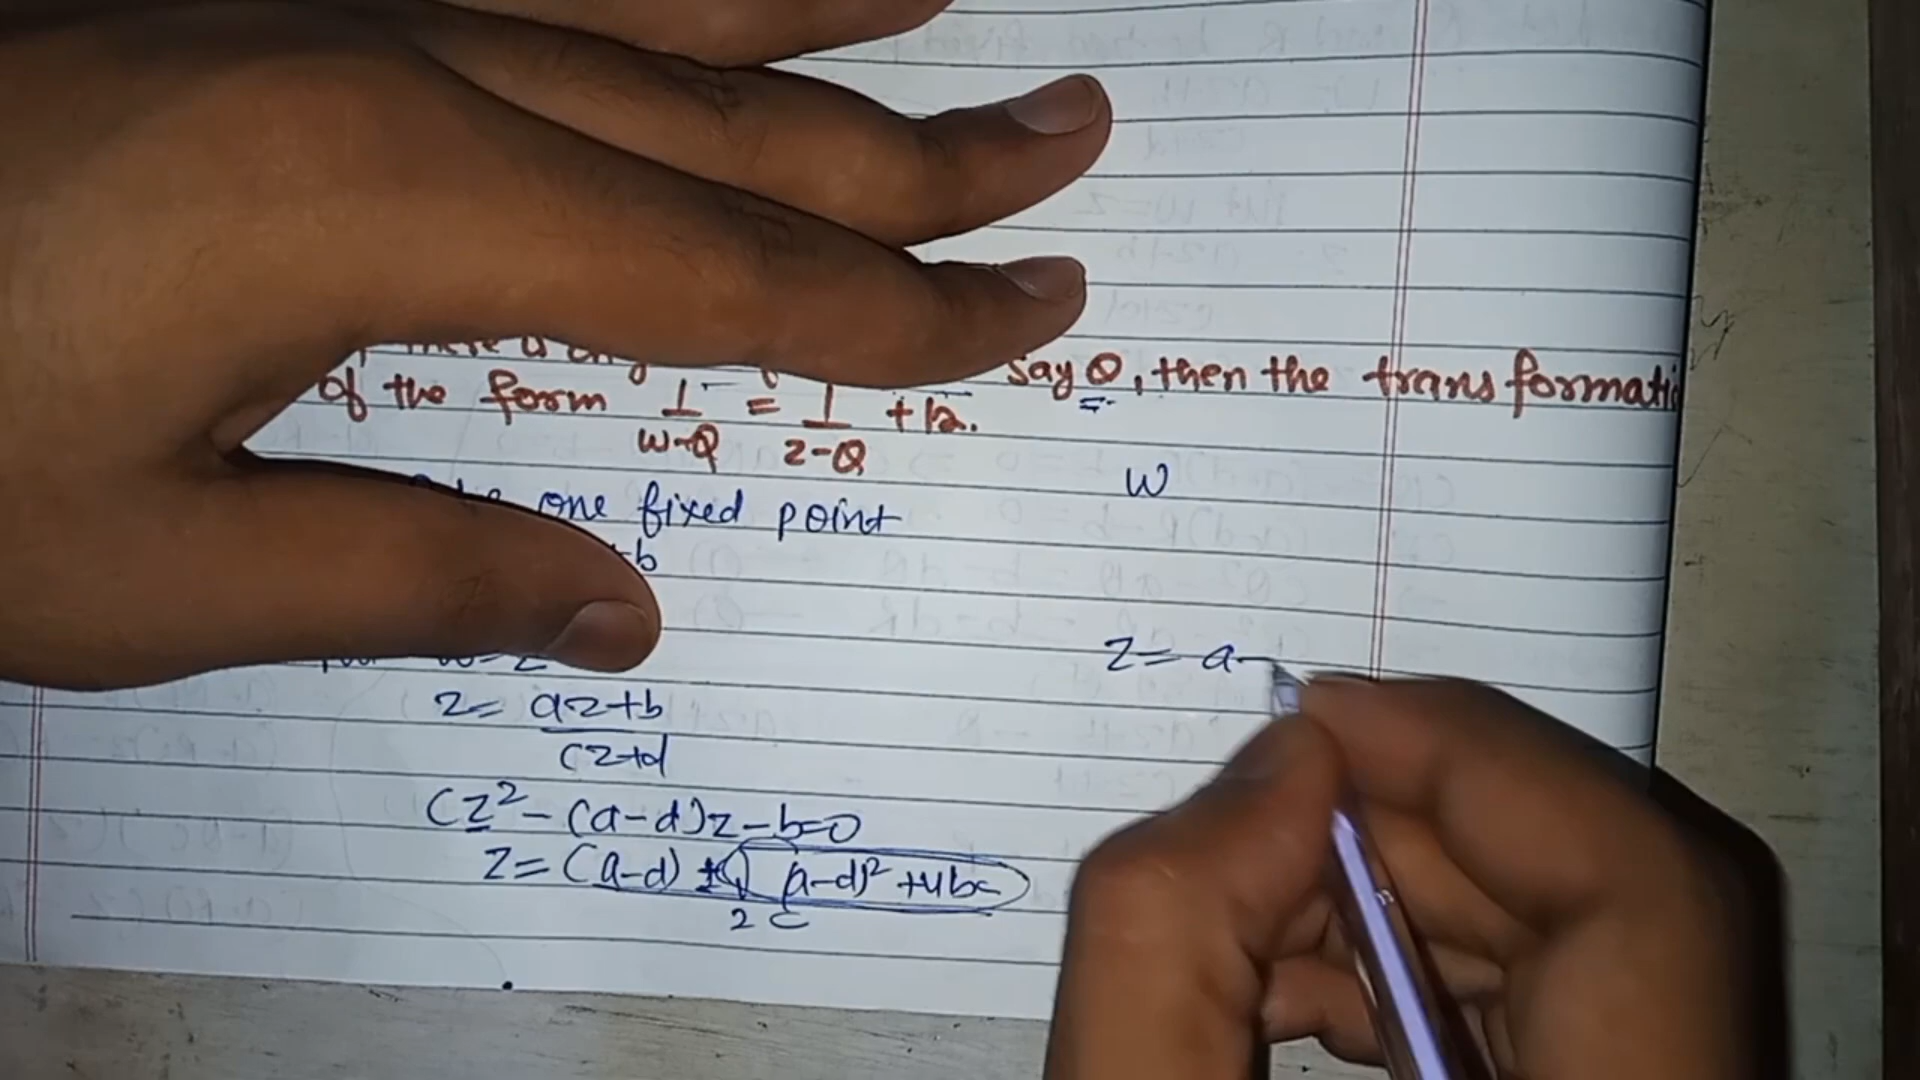 say Q, then the transformati
of the form 1/w-Q = 1/z-Q + k.
w
one fixed point
+b
z = a-
z = az+b/cz+d
cz² - (a-d)z - b=0
z = (a-d) ± √(a-d)² + 4bc / 2c